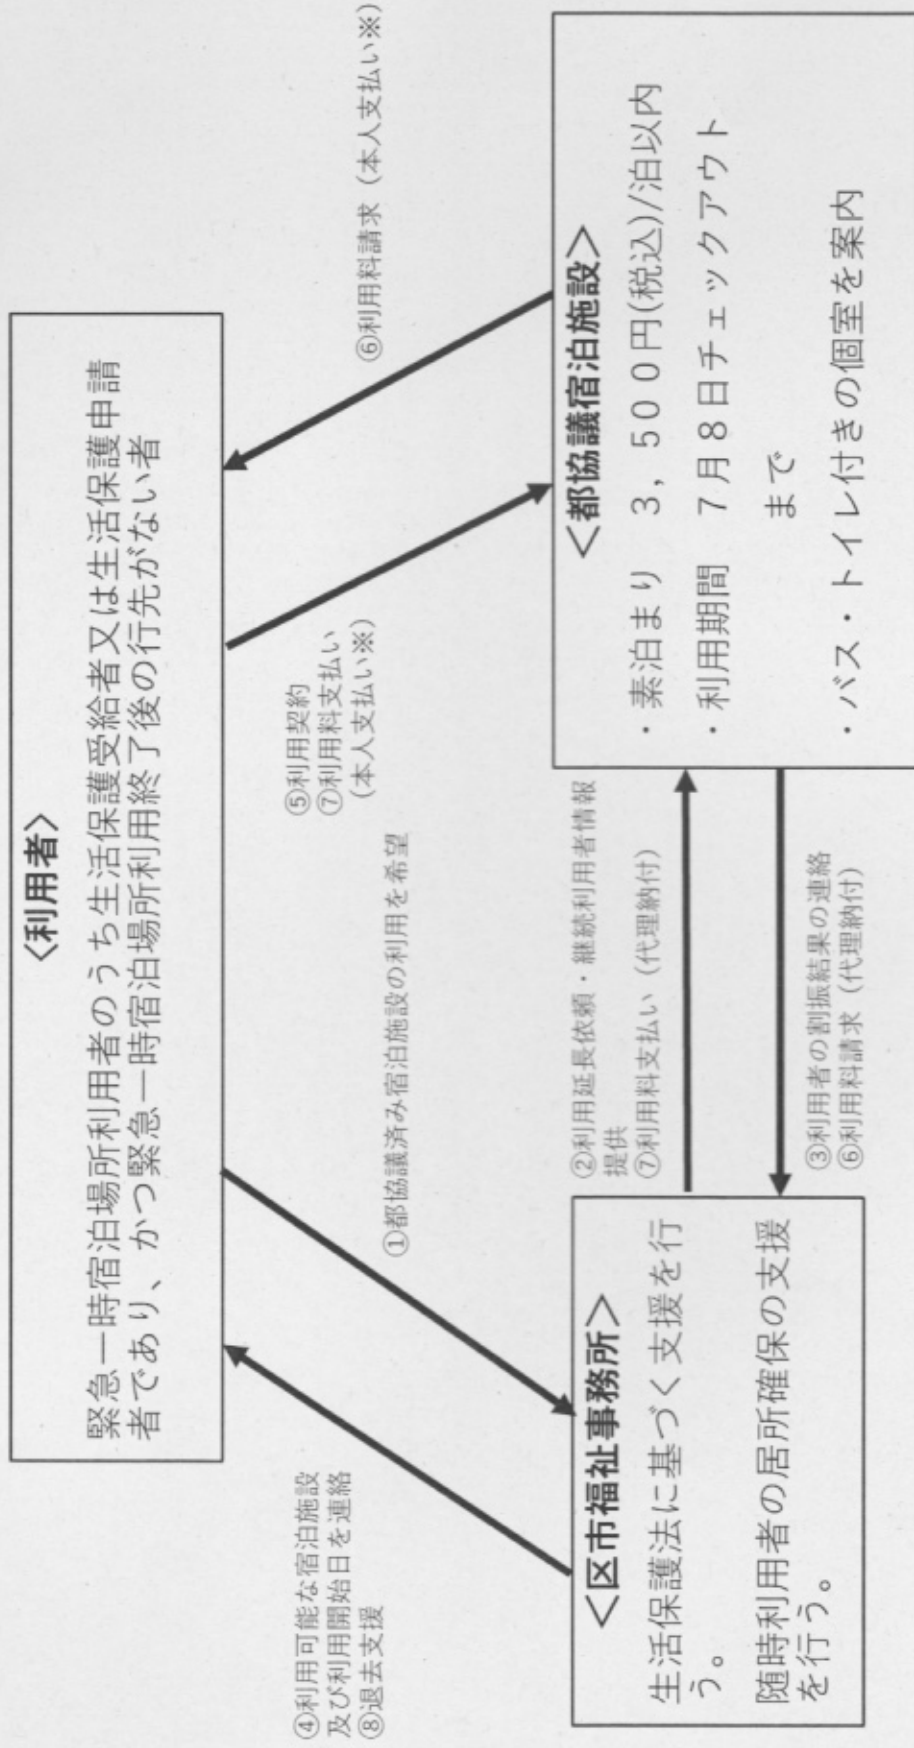 <利用者>
緊急一時宿泊場所利用者のうち生活保護受給者又は生活保護申請
者であり、かつ緊急一時宿泊場所利用終了後の行先がない者
④利用可能な宿泊施設
及び利用開始日を連絡
⑧退去支援
①都協議済み宿泊施設の利用を希望
⑤利用契約
⑦利用料支払い
(本人支払い※)
⑥利用料請求（本人支払い※）
<区市福祉事務所>
生活保護法に基づく支援を行
う。
随時利用者の居所確保の支援
を行う。
②利用延長依頼・継続利用者情報
提供
⑦利用料支払い（代理納付）
③利用者の割振結果の連絡
⑥利用料請求（代理納付）
<都協議宿泊施設>
・素泊まり ３，５００円(税込)/泊以内
・利用期間 ７月８日チェックアウト
まで
・バス・トイレ付きの個室を案内